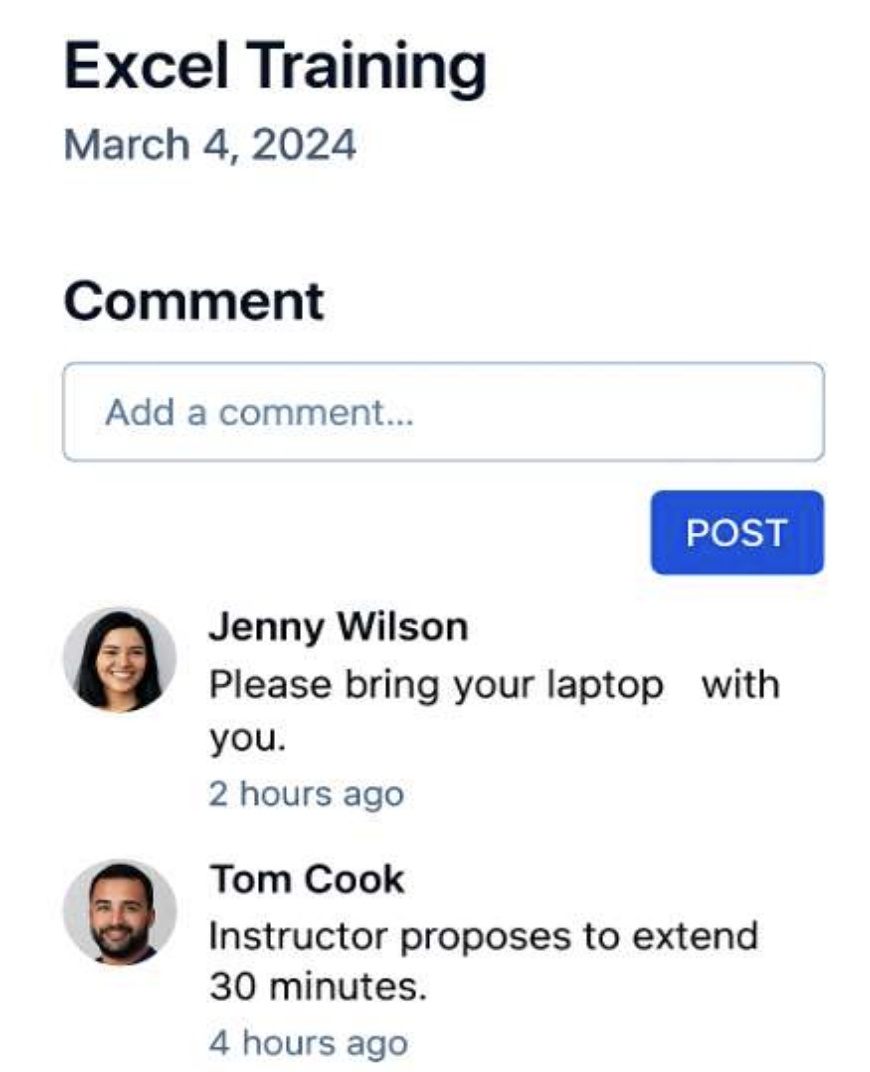 Excel Training
March 4, 2024
Comment
Add a comment...
POST
Jenny Wilson
Please bring your laptop with
you.
2 hours ago
Tom Cook
Instructor proposes to extend
30 minutes.
4 hours ago